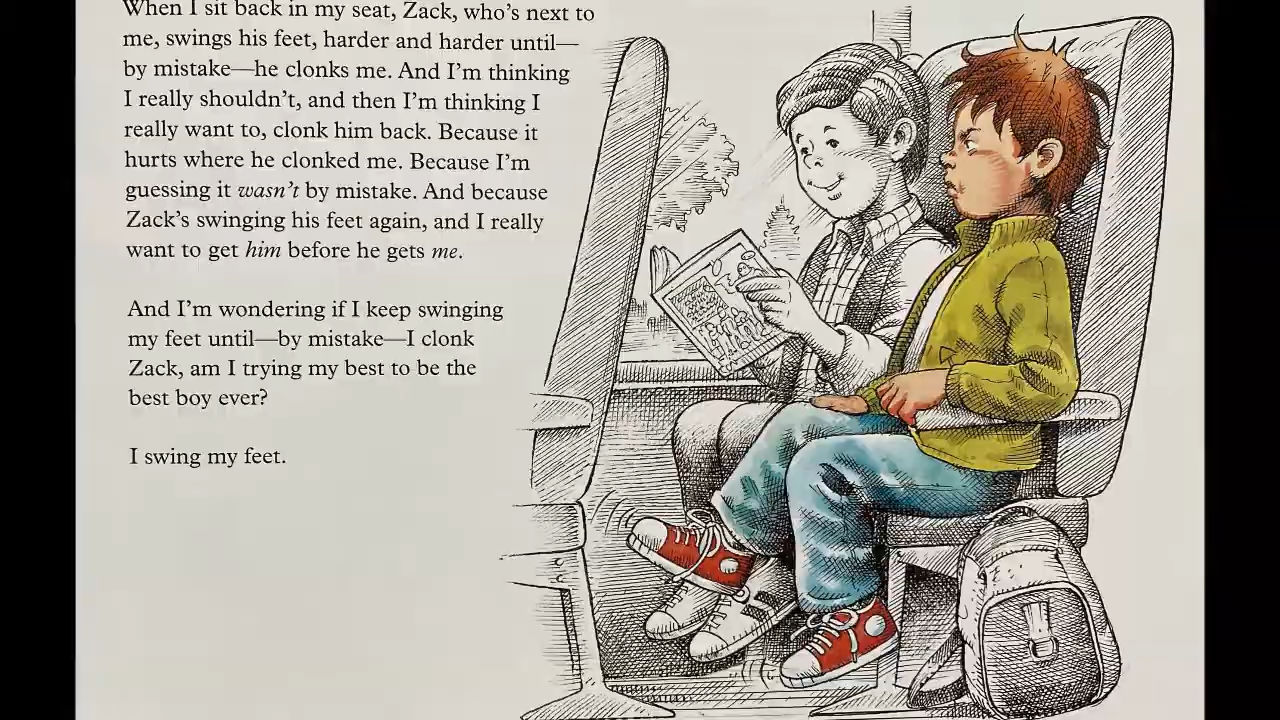 When I sit back in my seat, Zack, who's next to
me, swings his feet, harder and harder until—
by mistake—he clonks me. And I'm thinking
I really shouldn't, and then I'm thinking I
really want to, clonk him back. Because it
hurts where he clonked me. Because I'm
guessing it wasn't by mistake. And because
Zack's swinging his feet again, and I really
want to get him before he gets me.
And I'm wondering if I keep swinging
my feet until—by mistake—I clonk
Zack, am I trying my best to be the
best boy ever?
I swing my feet.